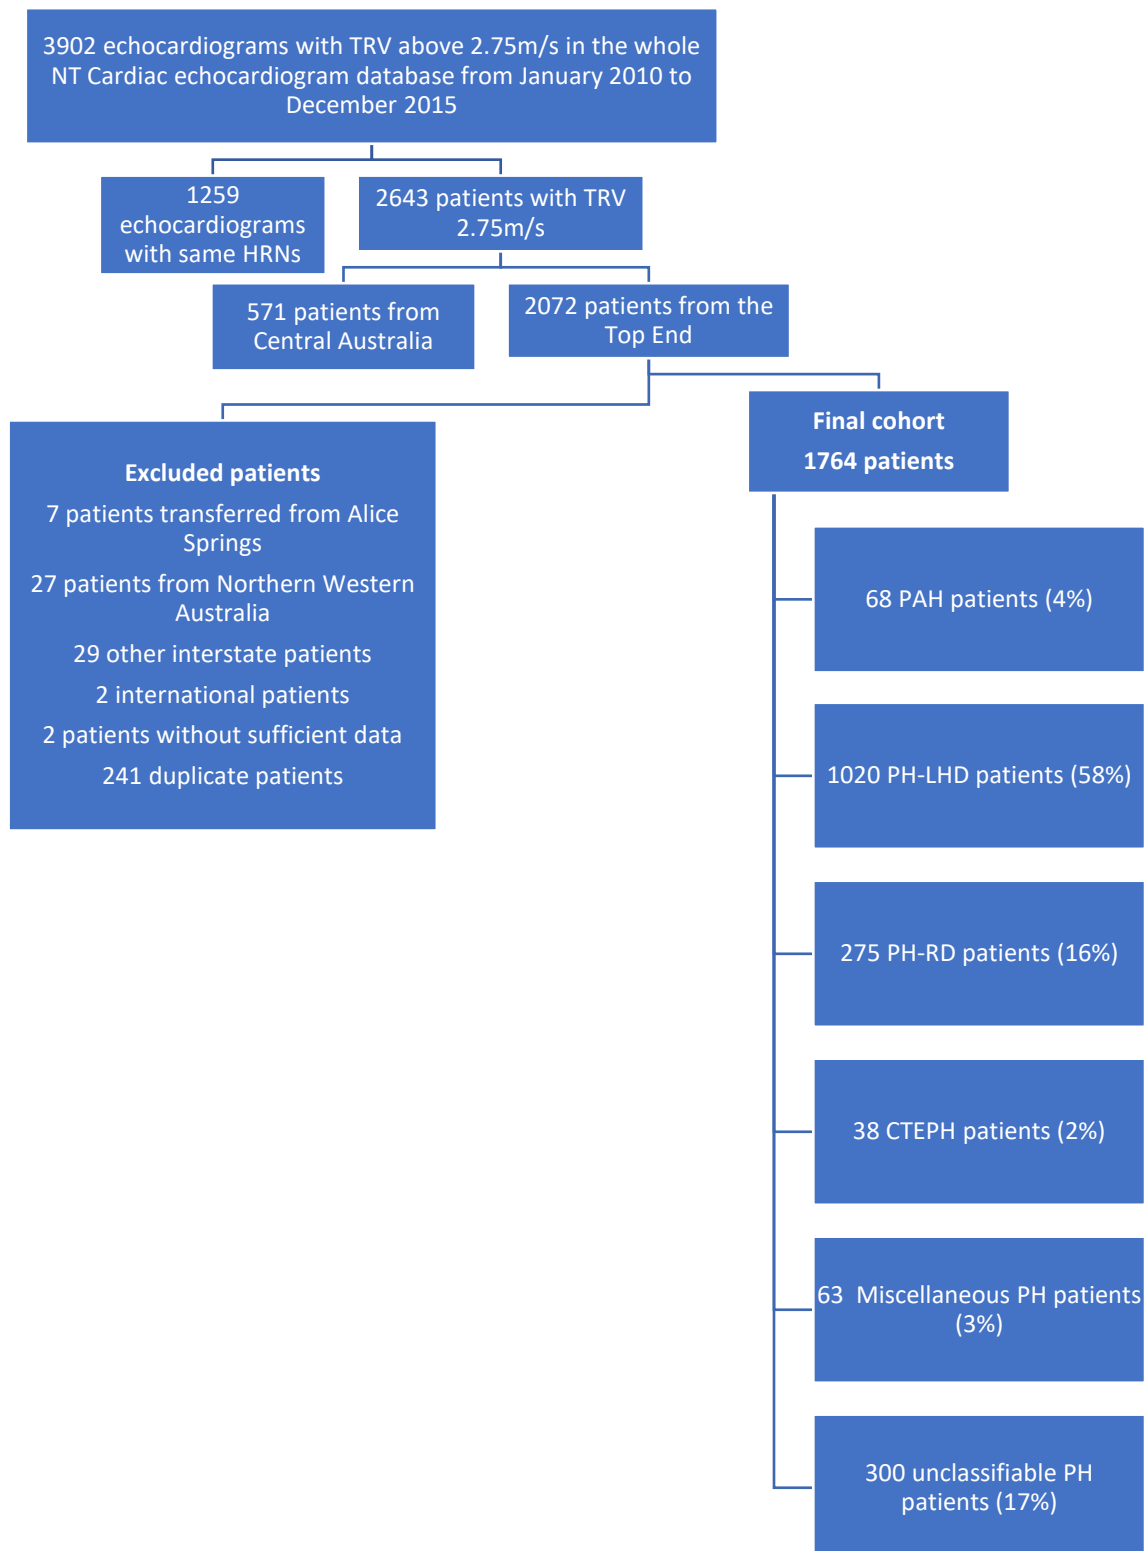 3902 echocardiograms with TRV above 2.75m/s in the whole
NT Cardiac echocardiogram database from January 2010 to
December 2015
1259
echocardiograms
with same HRNs
2643 patients with TRV
2.75m/s
571 patients from
Central Australia
2072 patients from the
Top End
Excluded patients
7 patients transferred from Alice
Springs
27 patients from Northern Western
Australia
29 other interstate patients
2 international patients
2 patients without sufficient data
241 duplicate patients
Final cohort
1764 patients
68 PAH patients (4%)
1020 PH-LHD patients (58%)
275 PH-RD patients (16%)
38 CTEPH patients (2%)
63 Miscellaneous PH patients
(3%)
300 unclassifiable PH
patients (17%)